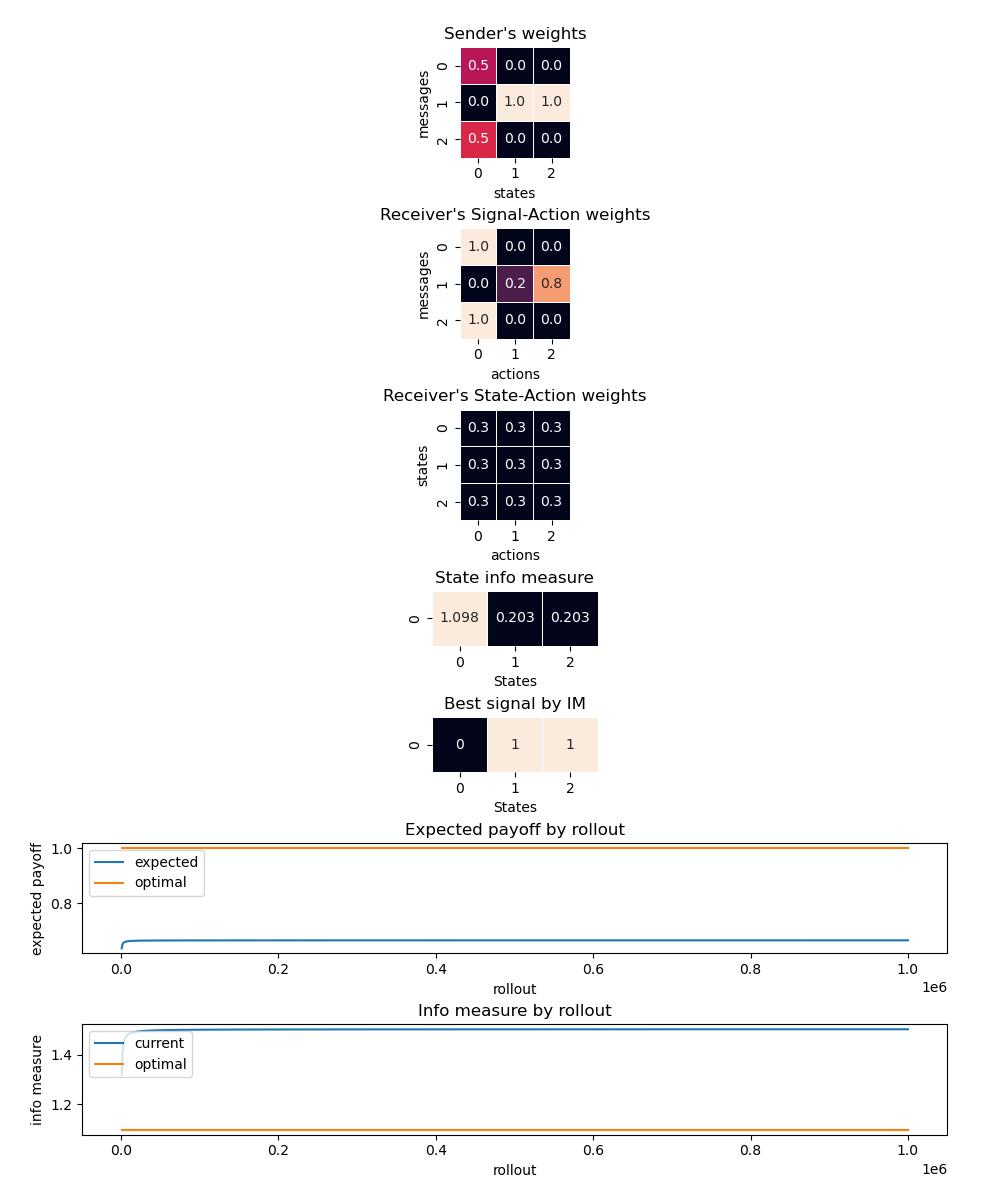 Sender's weights
messages
0 0.5 0.0 0.0
1 0.0 1.0 1.0
2 0.5 0.0 0.0
0 1 2
states
Receiver's Signal-Action weights
messages
0 1.0 0.0 0.0
1 0.0 0.2 0.8
2 1.0 0.0 0.0
0 1 2
actions
Receiver's State-Action weights
states
0 0.3 0.3 0.3
1 0.3 0.3 0.3
2 0.3 0.3 0.3
0 1 2
actions
State info measure
0 1.098 0.203 0.203
0 1 2
States
Best signal by IM
0 0 1 1
0 1 2
States
Expected payoff by rollout
expected payoff
1.0
0.8
expected
optimal
0.0 0.2 0.4 0.6 0.8 1.0
1e6
rollout
Info measure by rollout
info measure
1.4
1.2
current
optimal
0.0 0.2 0.4 0.6 0.8 1.0
1e6
rollout